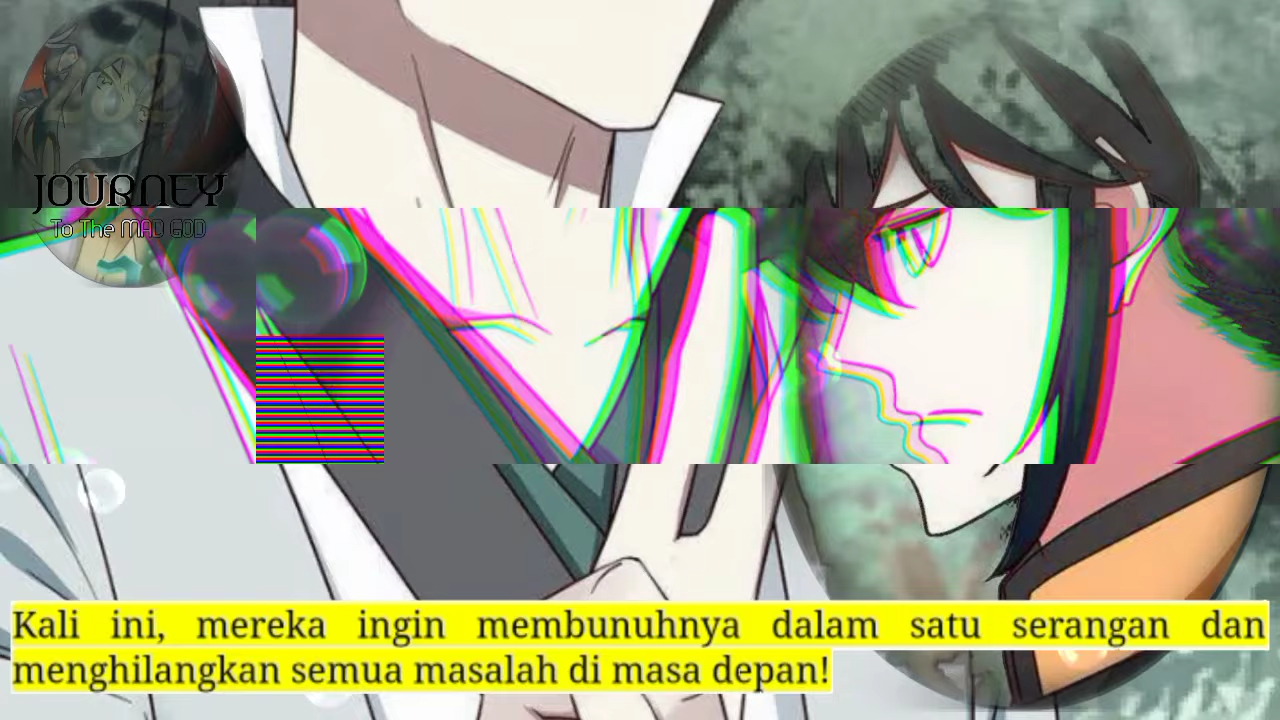 282
JOURNEY
To The MAD GOD
Kali ini, mereka ingin membunuhnya dalam satu serangan dan
menghilangkan semua masalah di masa depan!